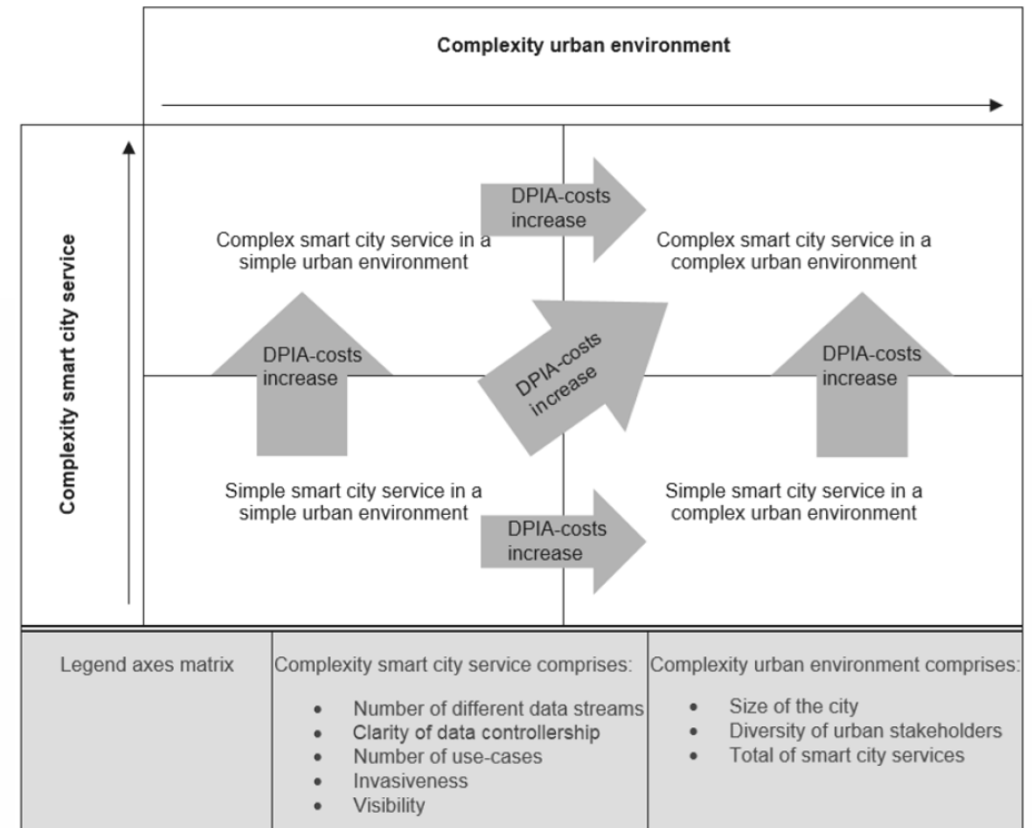 Complexity urban environment
Complexity smart city service
DPIA-costs
increase
Complex smart city service in a
simple urban environment
Complex smart city service in a
complex urban environment
DPIA-costs
increase
DPIA-costs
increase
DPIA-costs
increase
Simple smart city service in a
simple urban environment
Simple smart city service in a
complex urban environment
DPIA-costs
increase
Legend axes matrix
Complexity smart city service comprises:
• Number of different data streams
• Clarity of data controllership
• Number of use-cases
• Invasiveness
• Visibility
Complexity urban environment comprises:
• Size of the city
• Diversity of urban stakeholders
• Total of smart city services